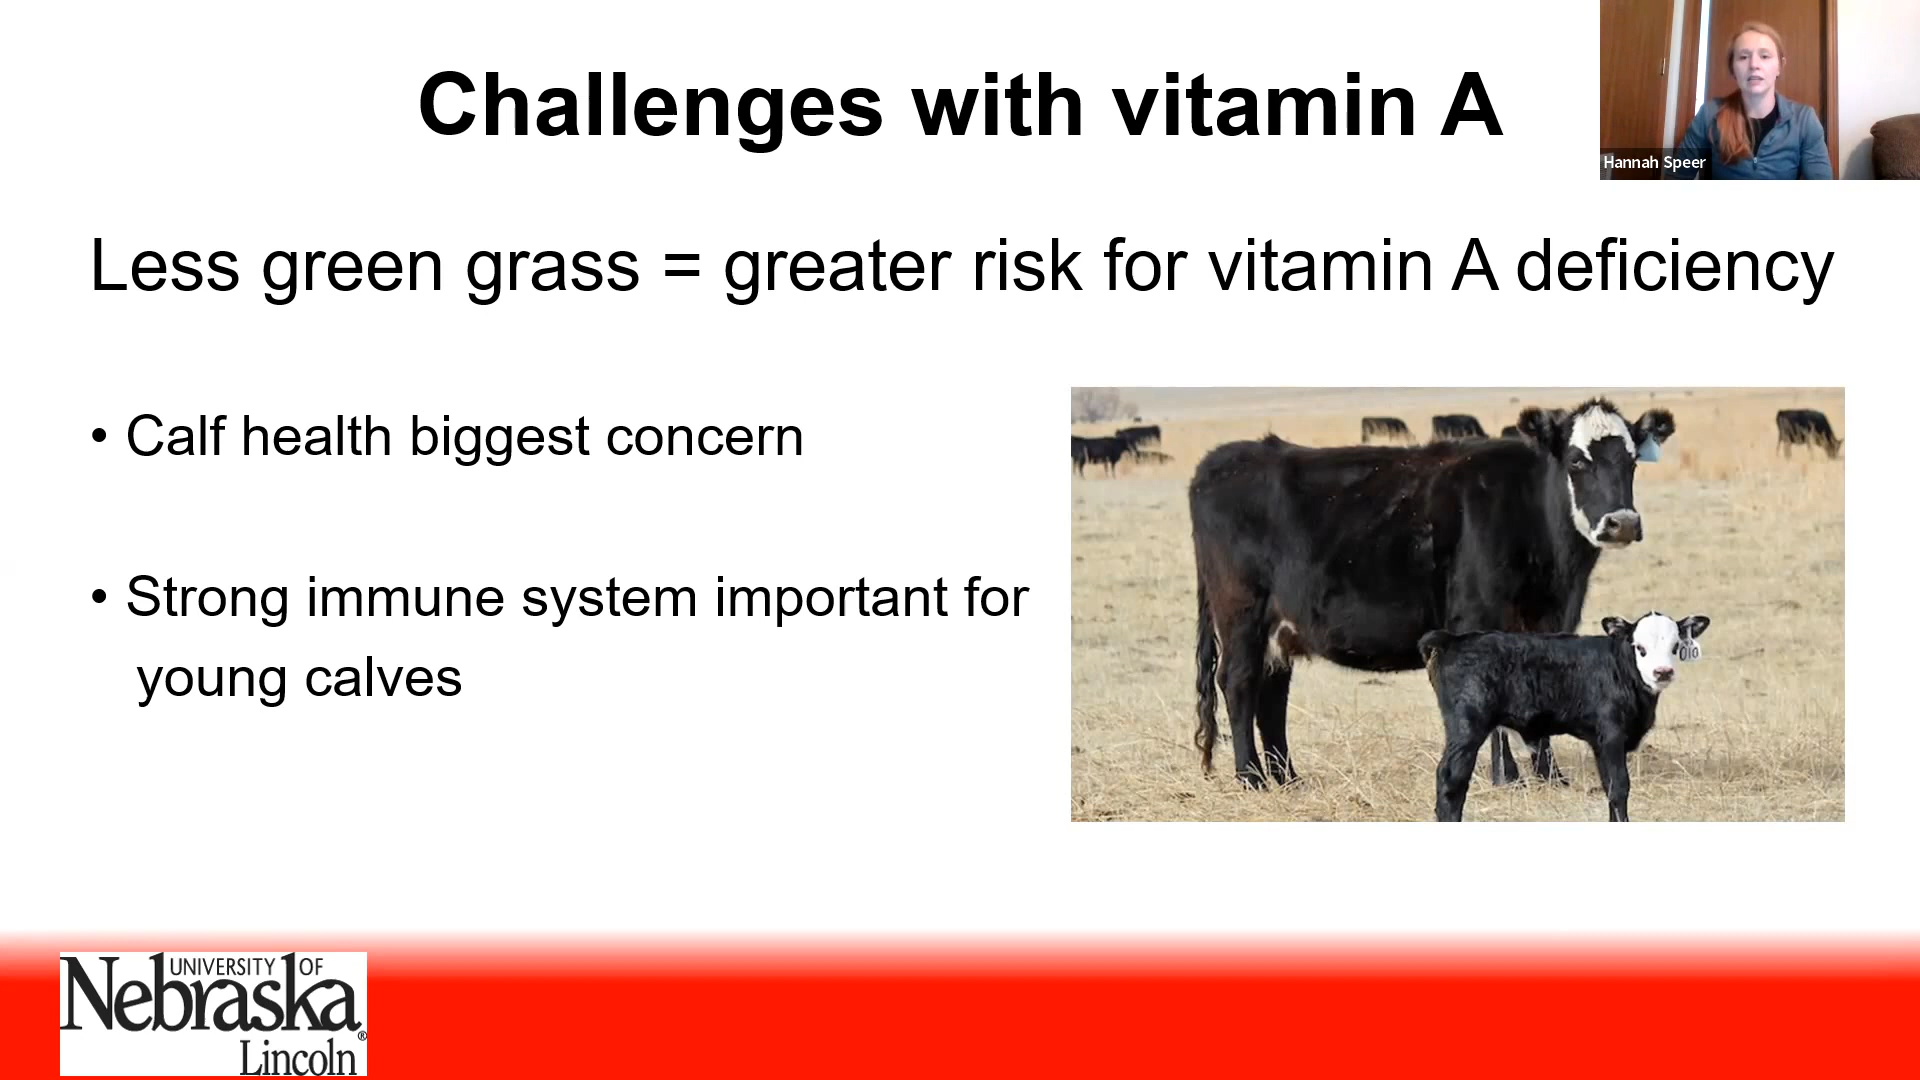 Challenges with vitamin A
Hannah Speer
Less green grass = greater risk for vitamin A deficiency
• Calf health biggest concern
• Strong immune system important for
young calves
010
UNIVERSITY OF
Nebraska®
Lincoln